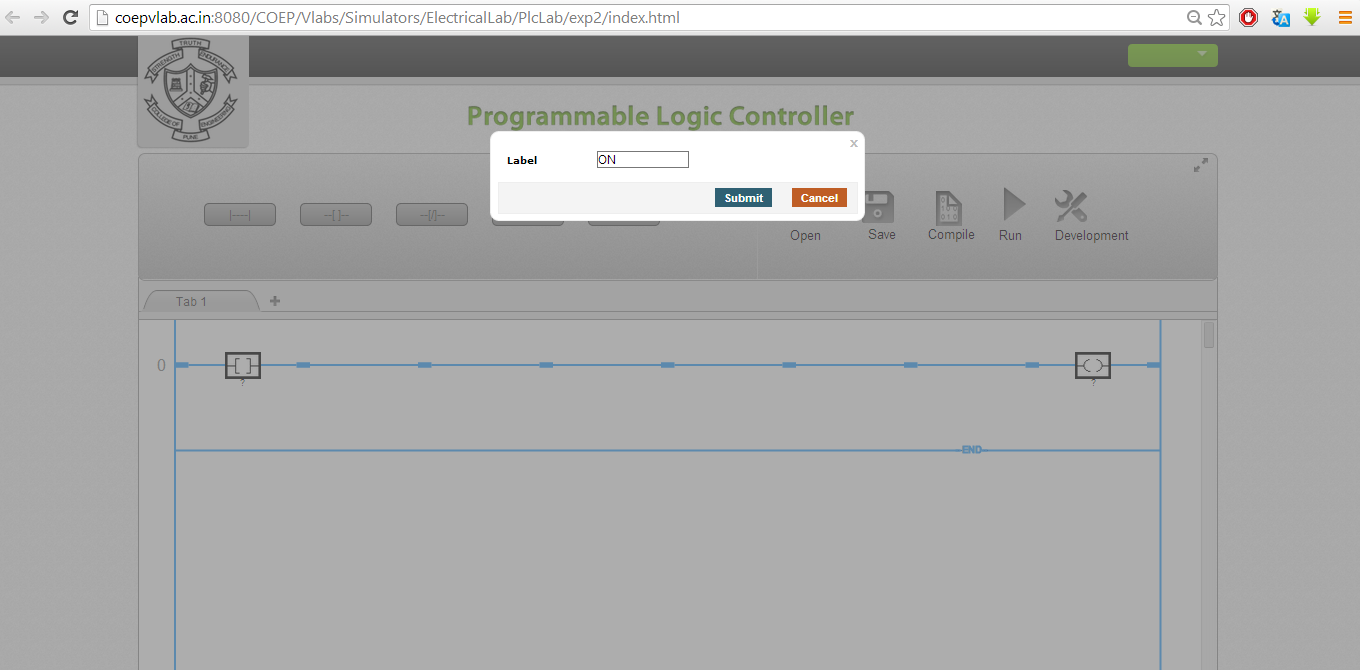 coepvlab.ac.in:8080/COEP/Vlabs/Simulators/ElectricalLab/PlcLab/exp2/index.html
TRUTH
STRENGTH
ENDURANCE
COLLEGE OF
ENGINEERING
PUNE
Programmable Logic Controller
x
Label ON
Submit Cancel
|----| --[ ]-- --[/]--
Open Save Compile Run Development
Tab 1 +
0
[ ] ( )
? ?
END